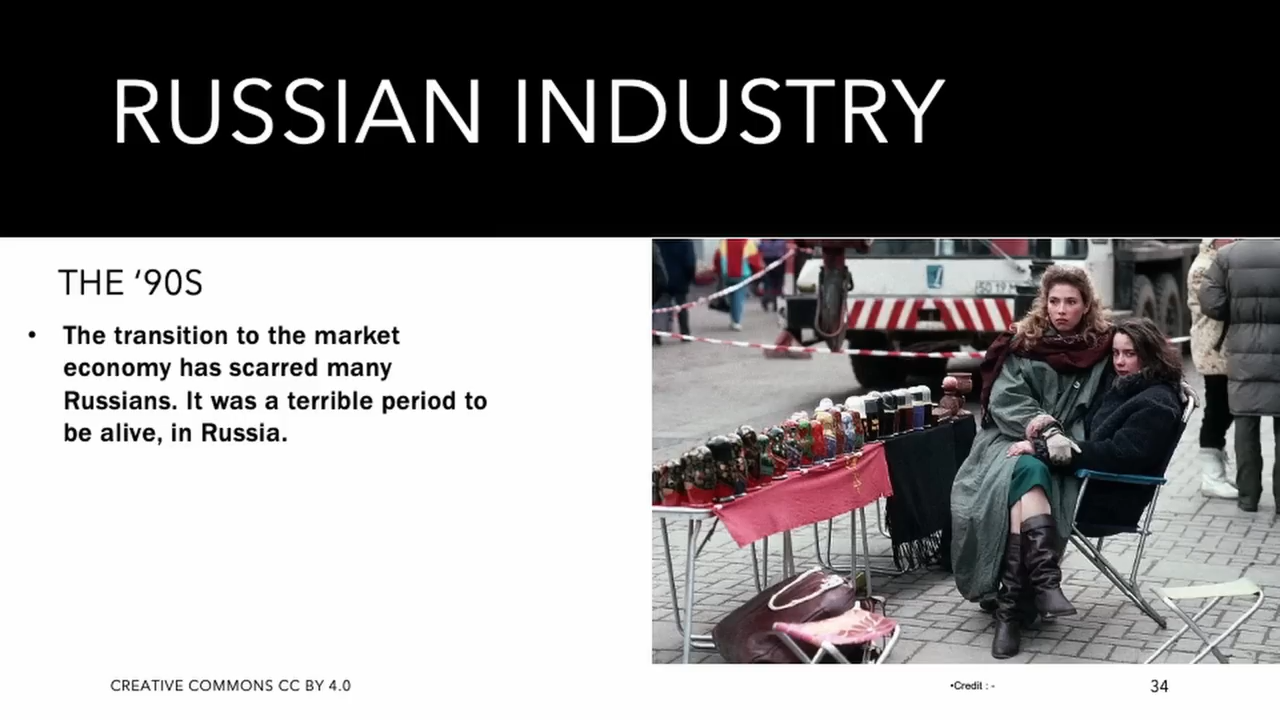 RUSSIAN INDUSTRY
THE ‘90S
• The transition to the market
economy has scarred many
Russians. It was a terrible period to
be alive, in Russia.
CREATIVE COMMONS CC BY 4.0
•Credit : -
34